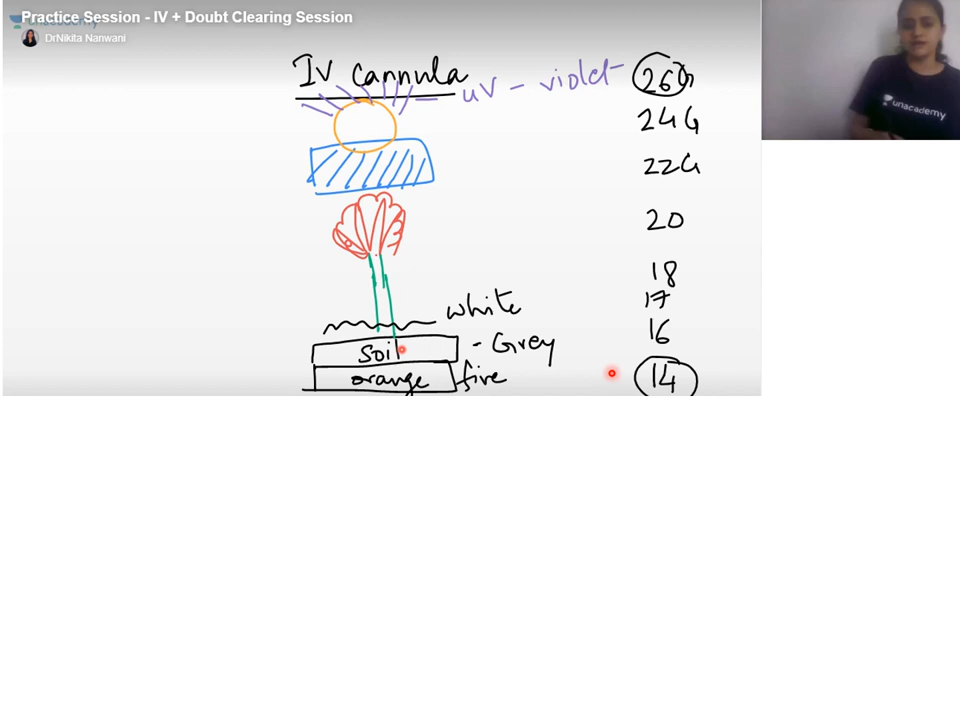 Practice Session - IV + Doubt Clearing Session
DrNikita Nanwani
IV cannula
uv - violet
26G
24G
22G
20
18
17
white
16
soil - Grey
orange fire
14
unacademy